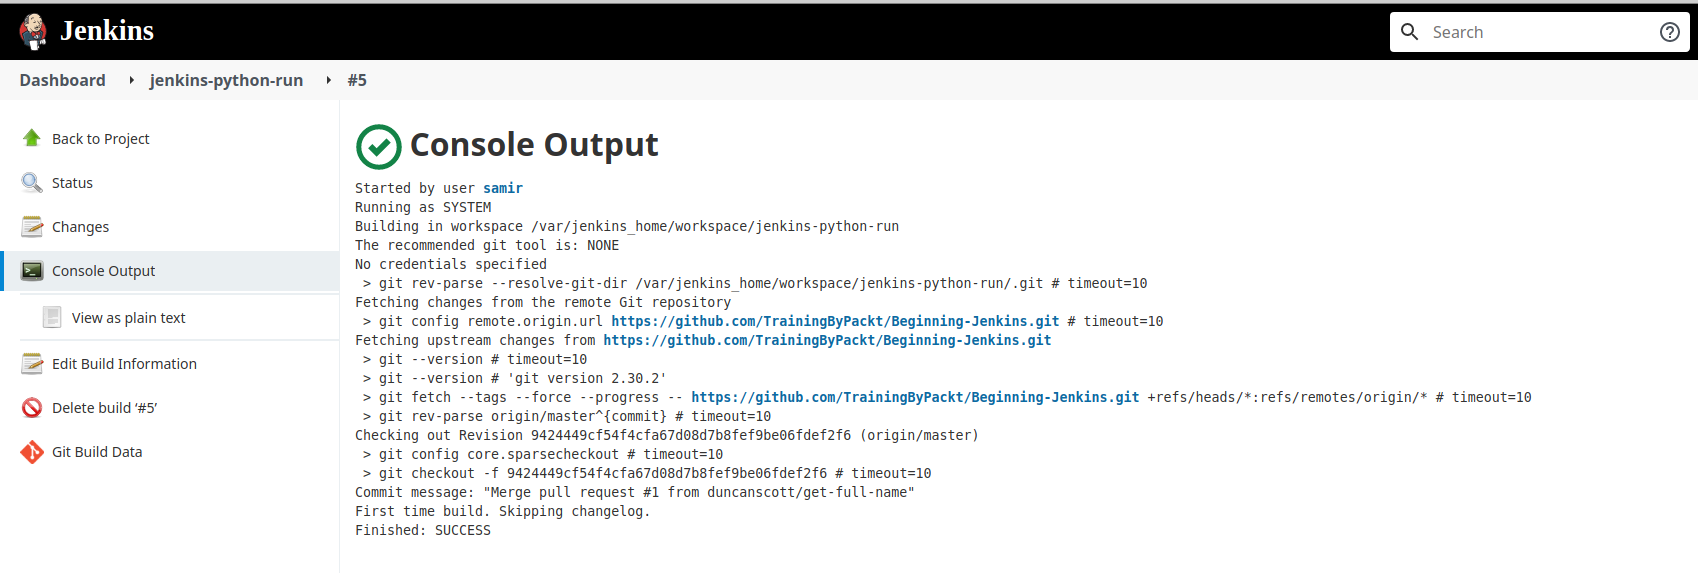 Jenkins
Search
Dashboard
jenkins-python-run
#5
Back to Project
Status
Changes
Console Output
View as plain text
Edit Build Information
Delete build ‘#5’
Git Build Data
Console Output
Started by user samir
Running as SYSTEM
Building in workspace /var/jenkins_home/workspace/jenkins-python-run
The recommended git tool is: NONE
No credentials specified
> git rev-parse --resolve-git-dir /var/jenkins_home/workspace/jenkins-python-run/.git # timeout=10
Fetching changes from the remote Git repository
> git config remote.origin.url https://github.com/TrainingByPackt/Beginning-Jenkins.git # timeout=10
Fetching upstream changes from https://github.com/TrainingByPackt/Beginning-Jenkins.git
> git --version # timeout=10
> git --version # 'git version 2.30.2'
> git fetch --tags --force --progress -- https://github.com/TrainingByPackt/Beginning-Jenkins.git +refs/heads/*:refs/remotes/origin/* # timeout=10
> git rev-parse origin/master^{commit} # timeout=10
Checking out Revision 9424449cf54f4cfa67d08d7b8fef9be06fdef2f6 (origin/master)
> git config core.sparsecheckout # timeout=10
> git checkout -f 9424449cf54f4cfa67d08d7b8fef9be06fdef2f6 # timeout=10
Commit message: "Merge pull request #1 from duncanscott/get-full-name"
First time build. Skipping changelog.
Finished: SUCCESS